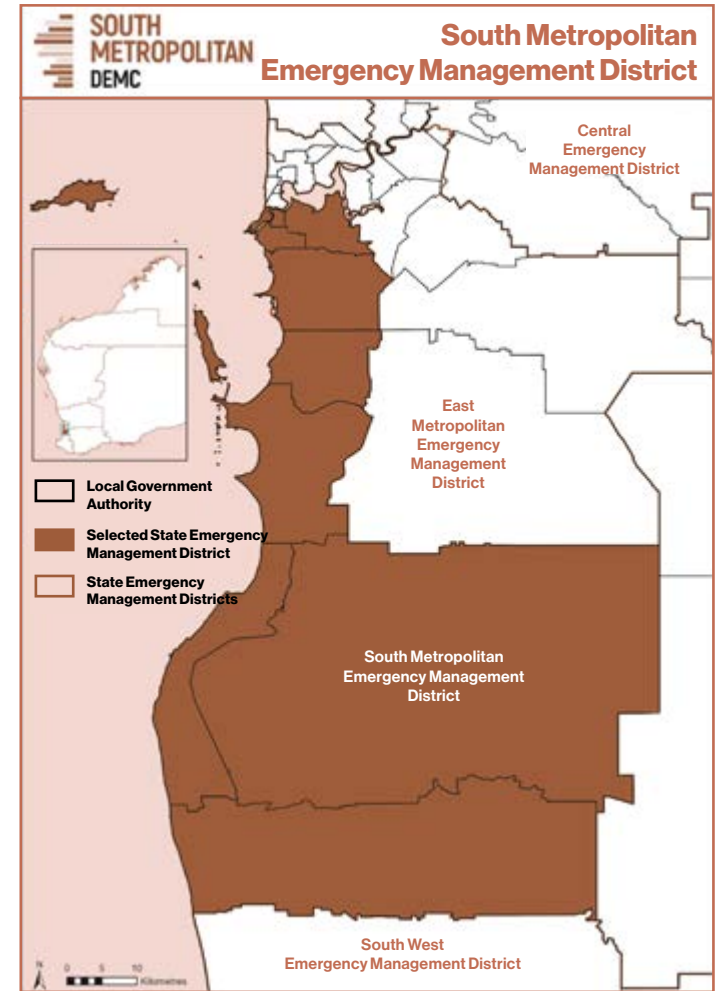 SOUTH
METROPOLITAN
DEMC
South Metropolitan
Emergency Management District
Central
Emergency
Management District
East
Metropolitan
Emergency
Management
District
Local Government
Authority
Selected State Emergency
Management District
State Emergency
Management Districts
South Metropolitan
Emergency Management
District
South West
Emergency Management District
N
0 5 10
Kilometres